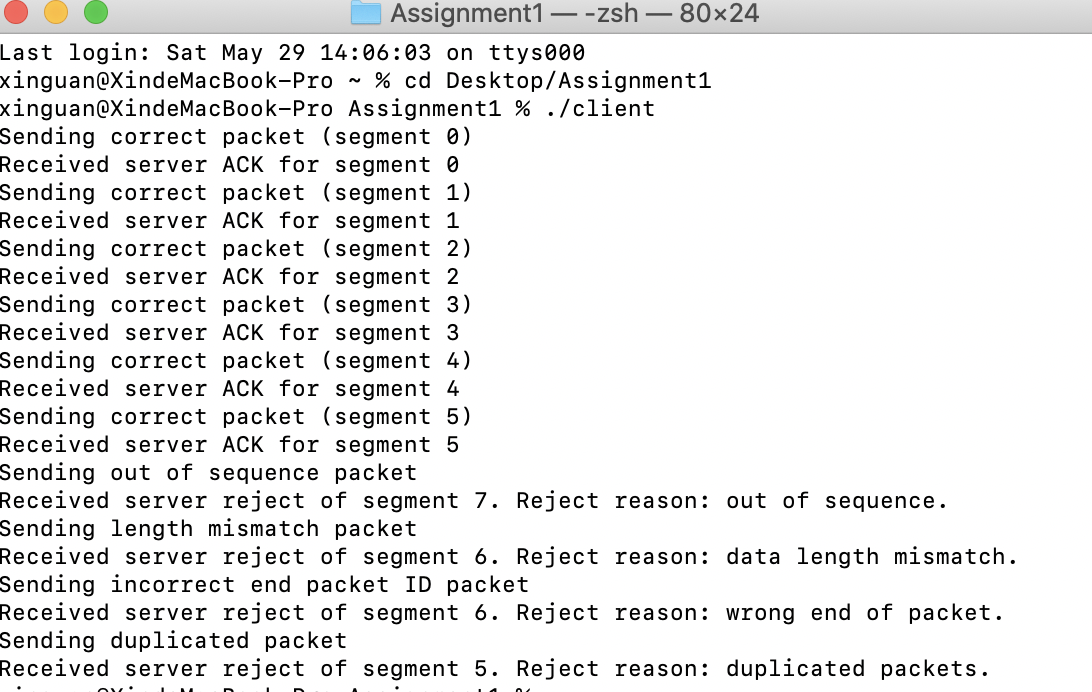 Assignment1 — -zsh — 80×24
Last login: Sat May 29 14:06:03 on ttys000
xinguan@XindeMacBook-Pro ~ % cd Desktop/Assignment1
xinguan@XindeMacBook-Pro Assignment1 % ./client
Sending correct packet (segment 0)
Received server ACK for segment 0
Sending correct packet (segment 1)
Received server ACK for segment 1
Sending correct packet (segment 2)
Received server ACK for segment 2
Sending correct packet (segment 3)
Received server ACK for segment 3
Sending correct packet (segment 4)
Received server ACK for segment 4
Sending correct packet (segment 5)
Received server ACK for segment 5
Sending out of sequence packet
Received server reject of segment 7. Reject reason: out of sequence.
Sending length mismatch packet
Received server reject of segment 6. Reject reason: data length mismatch.
Sending incorrect end packet ID packet
Received server reject of segment 6. Reject reason: wrong end of packet.
Sending duplicated packet
Received server reject of segment 5. Reject reason: duplicated packets.
xinguan@XindeMacBook-Pro Assignment1 %